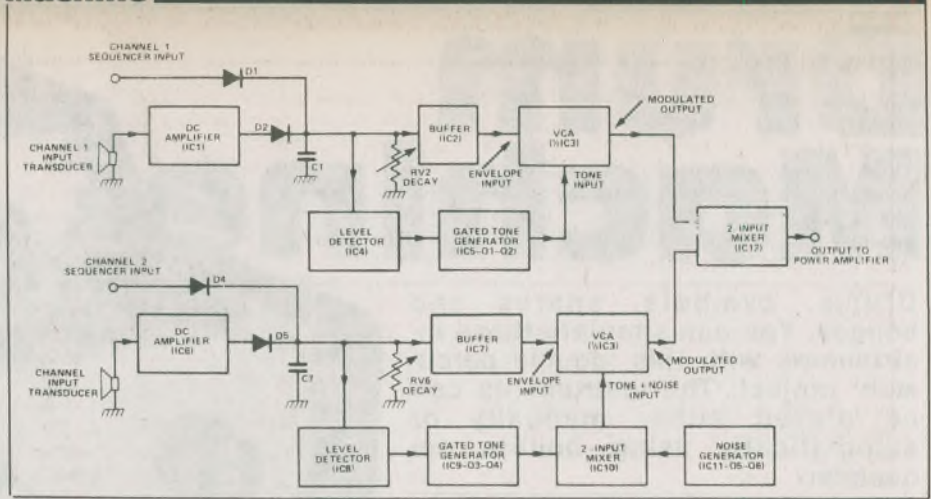 CHANNEL 1
SEQUENCER INPUT
D1
DC
AMPLIFIER
(IC1)
D2
CHANNEL 1
INPUT
TRANSDUCER
C1
RV2
DECAY
BUFFER
(IC2)
ENVELOPE
INPUT
VCA
(½IC3)
MODULATED
OUTPUT
TONE
INPUT
LEVEL
DETECTOR
(IC4)
GATED TONE
GENERATOR
(IC5-Q1-Q2)
2 INPUT
MIXER
(IC12)
OUTPUT TO
POWER AMPLIFIER
CHANNEL 2
SEQUENCER INPUT
D4
DC
AMPLIFIER
(IC6)
D5
CHANNEL
INPUT
TRANSDUCER
RV6
DECAY
BUFFER
(IC7)
ENVELOPE
INPUT
VCA
(½IC3)
MODULATED
OUTPUT
TONE + NOISE
INPUT
LEVEL
DETECTOR
(IC8)
GATED TONE
GENERATOR
(IC9-Q3-Q4)
2-INPUT
MIXER
(IC10)
NOISE
GENERATOR
(IC11-Q5-Q6)